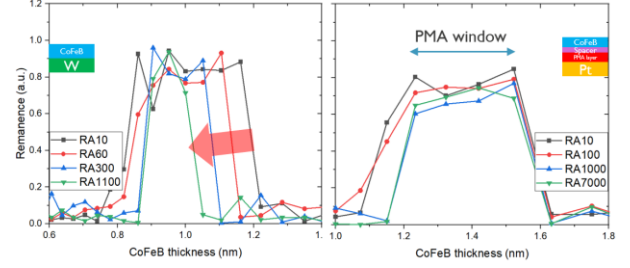 CoFeB
W
Remanence (a.u.)
1.2
1.0
0.8
0.6
0.4
0.2
0.0
RA10
RA60
RA300
RA1100
0.6
0.8
1.0
1.2
1.
CoFeB thickness (nm)
PMA window
CoFeB
Spacer
PMA layer
Pt
RA10
RA100
RA1000
RA7000
1.0
1.2
1.4
1.6
1.8
CoFeB thickness (nm)